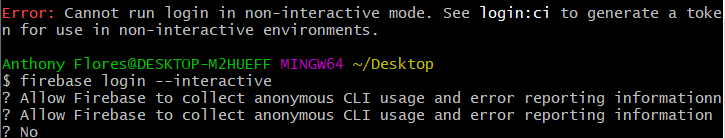 Error: Cannot run login in non-interactive mode. See login:ci to generate a toke
n for use in non-interactive environments.
Anthony Flores@DESKTOP-M2HUEFF MINGW64 ~/Desktop
$ firebase login --interactive
? Allow Firebase to collect anonymous CLI usage and error reporting informationn
? Allow Firebase to collect anonymous CLI usage and error reporting information
? No